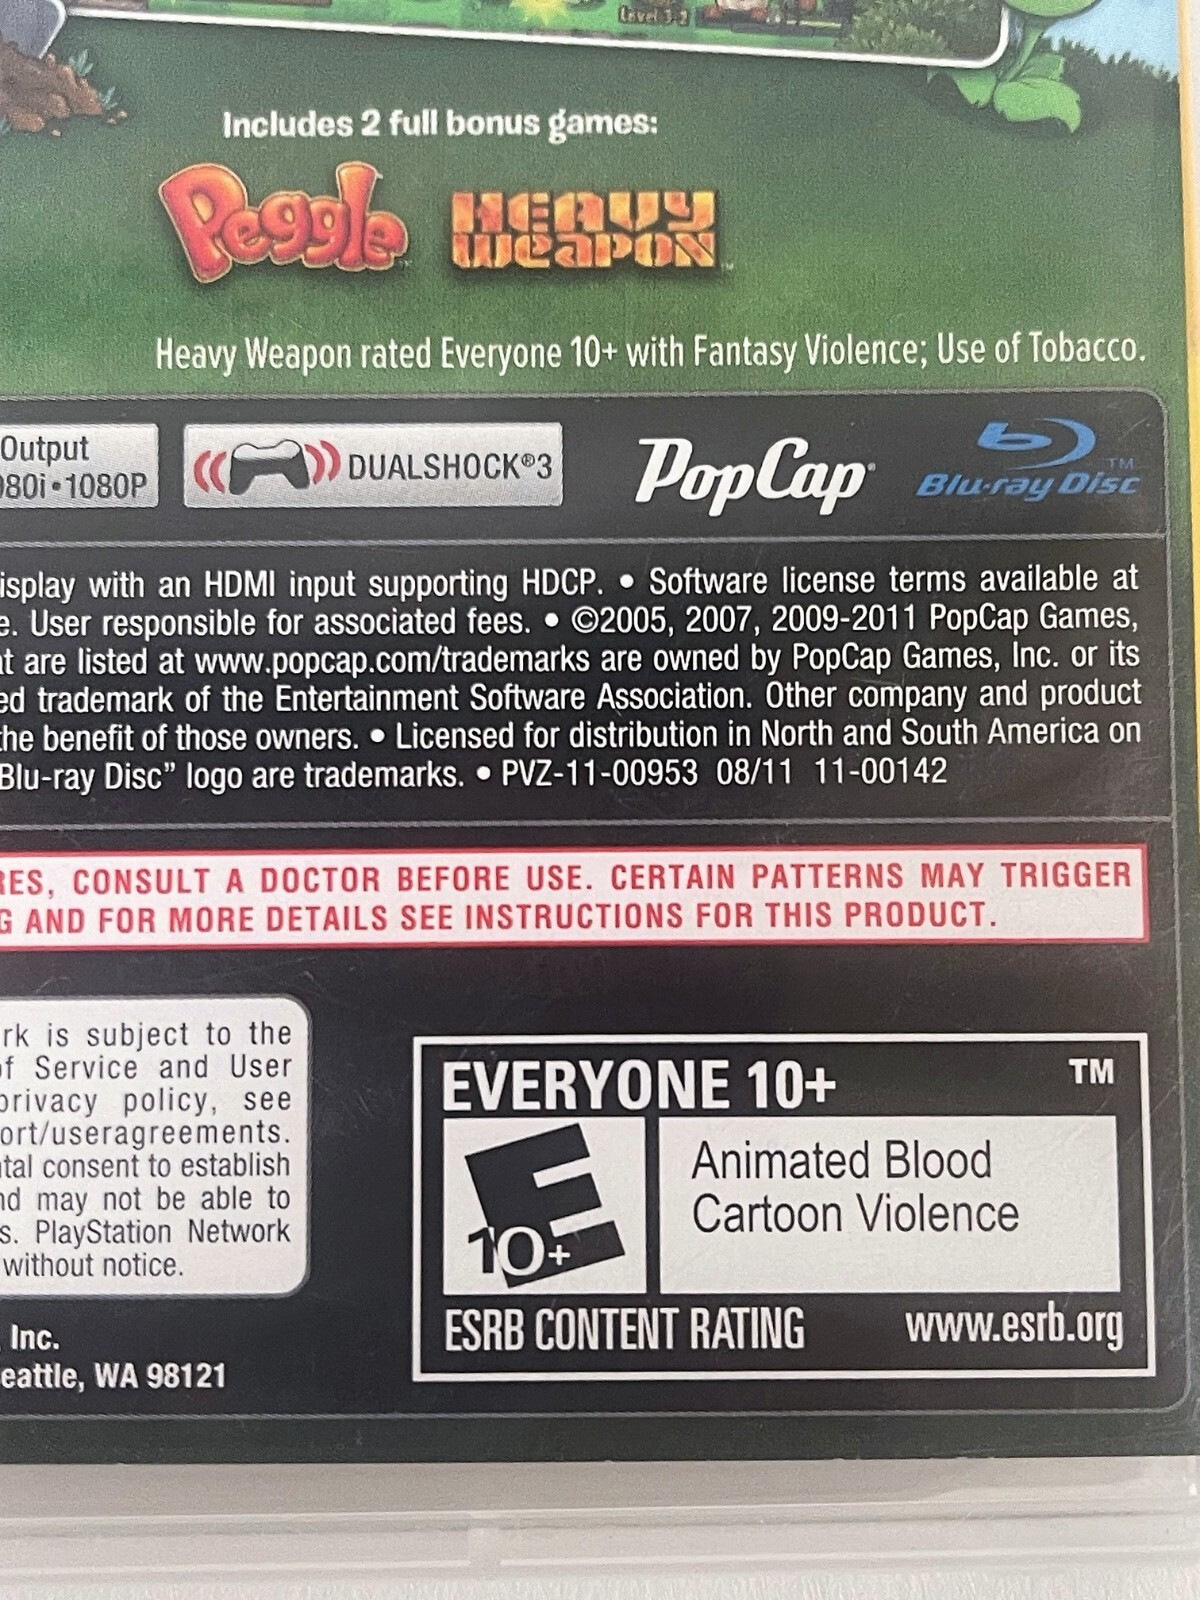 Level 3-2
Includes 2 full bonus games:
Peggle™ HEAVY WEAPON™
Heavy Weapon rated Everyone 10+ with Fantasy Violence; Use of Tobacco.
Output
080i•1080P
DUALSHOCK®3
PopCap®
Blu-ray Disc™
isplay with an HDMI input supporting HDCP. • Software license terms available at
e. User responsible for associated fees. • ©2005, 2007, 2009-2011 PopCap Games,
at are listed at www.popcap.com/trademarks are owned by PopCap Games, Inc. or its
ed trademark of the Entertainment Software Association. Other company and product
the benefit of those owners. • Licensed for distribution in North and South America on
Blu-ray Disc” logo are trademarks. • PVZ-11-00953 08/11 11-00142
RES, CONSULT A DOCTOR BEFORE USE. CERTAIN PATTERNS MAY TRIGGER
G AND FOR MORE DETAILS SEE INSTRUCTIONS FOR THIS PRODUCT.
rk is subject to the
of Service and User
privacy policy, see
ort/useragreements.
ntal consent to establish
nd may not be able to
s. PlayStation Network
without notice.
Inc.
eattle, WA 98121
EVERYONE 10+ ™
E 10+
Animated Blood
Cartoon Violence
ESRB CONTENT RATING www.esrb.org